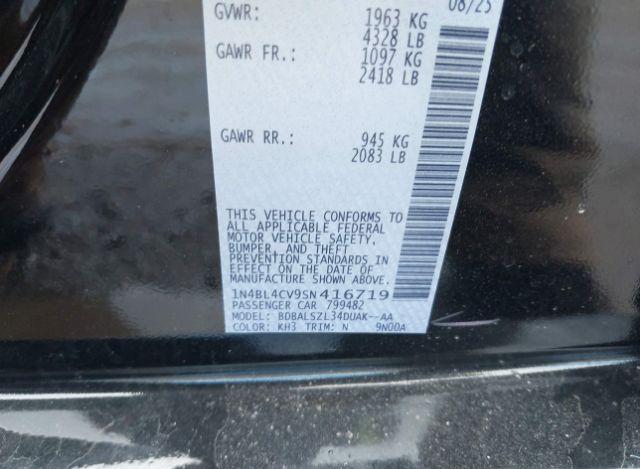 08/25
GVWR: 1963 KG
4328 LB
GAWR FR.: 1097 KG
2418 LB
GAWR RR.: 945 KG
2083 LB
THIS VEHICLE CONFORMS TO
ALL APPLICABLE FEDERAL
MOTOR VEHICLE SAFETY,
BUMPER, AND THEFT
PREVENTION STANDARDS
IN EFFECT ON THE DATE OF
MANUFACTURE SHOWN ABOVE.
1N4BL4CV9SN416719
PASSENGER CAR 799482
MODEL: BDBALSZL34DUAK--AA
COLOR: KH3 TRIM: N 9N00A